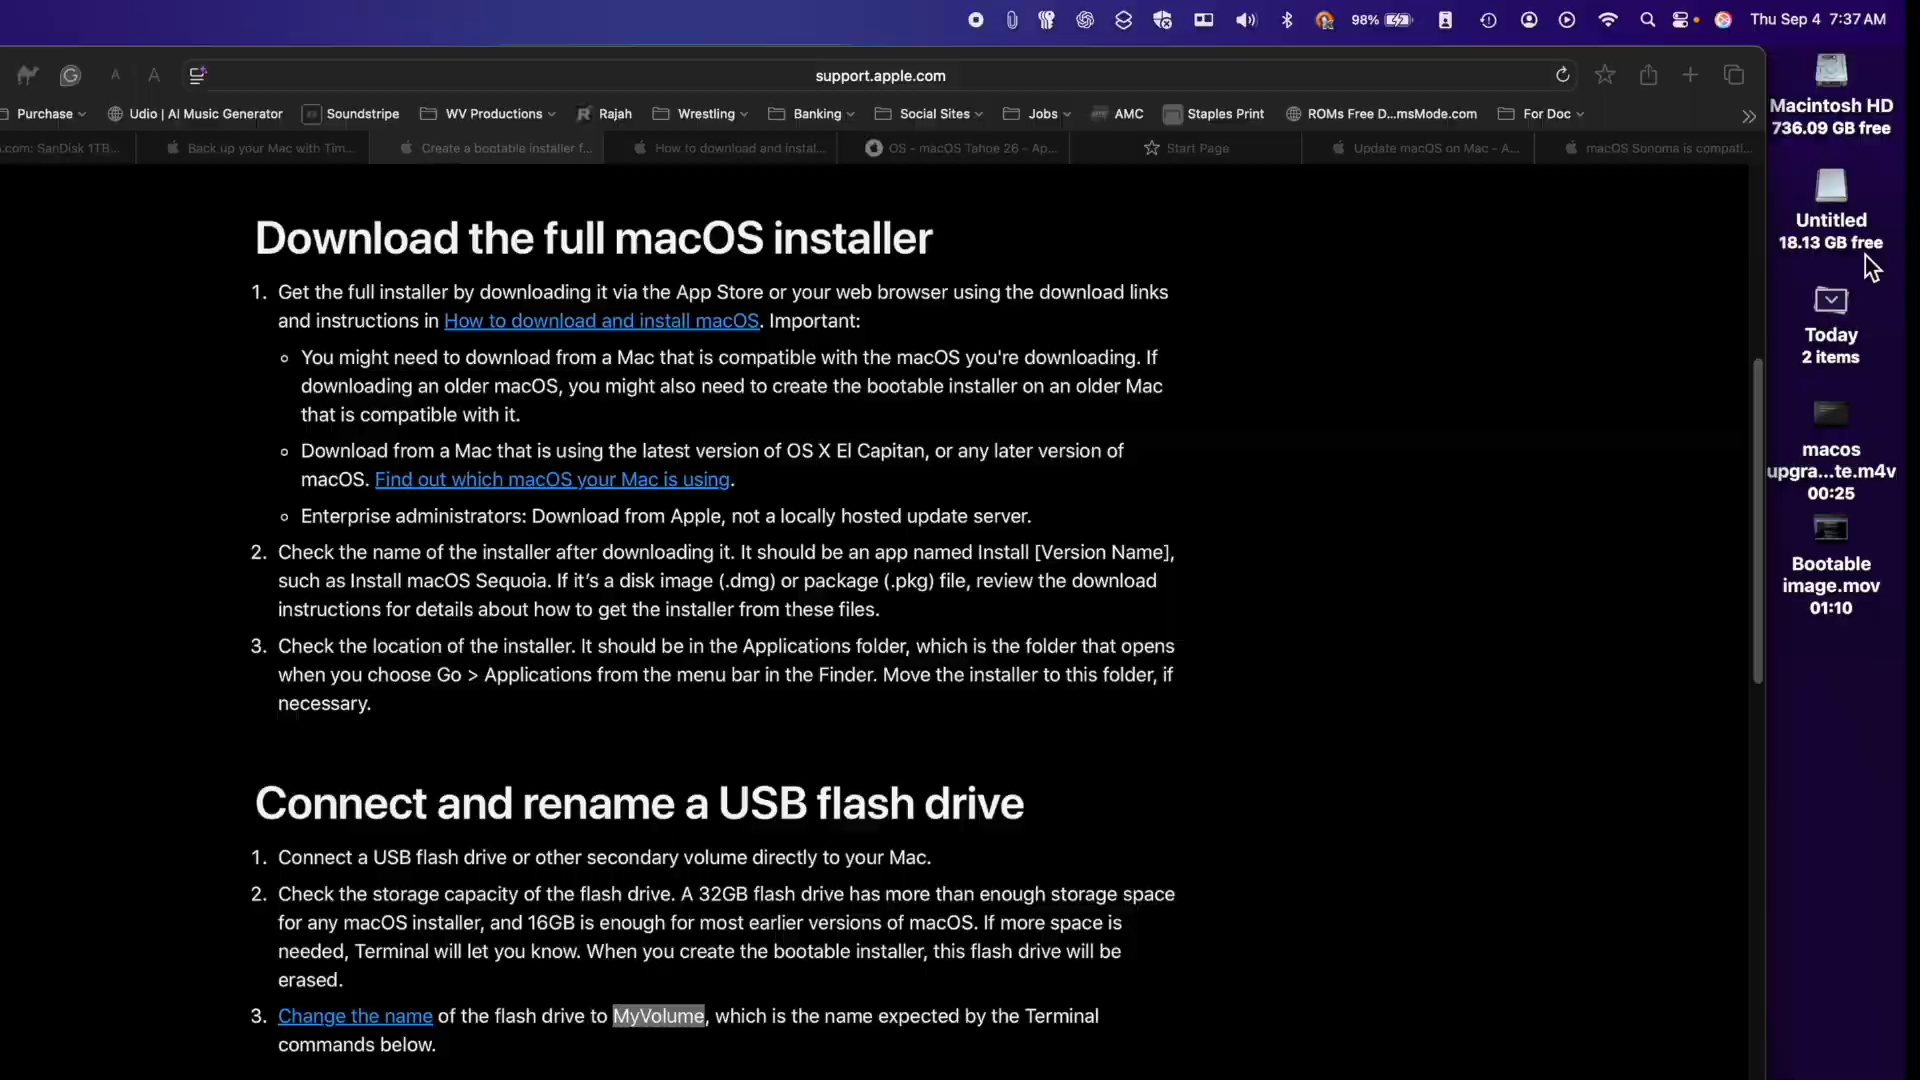 98%
Thu Sep 4 7:37 AM
A A support.apple.com
Purchase
Udio | AI Music Generator
Soundstripe
WV Productions
Rajah
Wrestling
Banking
Social Sites
Jobs
AMC
Staples Print
ROMs Free D...msMode.com
For Doc
.com: SanDisk 1TB...
Back up your Mac with Tim...
Create a bootable installer f...
How to download and instal...
OS - macOS Tahoe 26 - Ap...
Start Page
Update macOS on Mac - A...
macOS Sonoma is compati...
Download the full macOS installer
1. Get the full installer by downloading it via the App Store or your web browser using the download links
and instructions in How to download and install macOS. Important:
You might need to download from a Mac that is compatible with the macOS you're downloading. If
downloading an older macOS, you might also need to create the bootable installer on an older Mac
that is compatible with it.
Download from a Mac that is using the latest version of OS X El Capitan, or any later version of
macOS. Find out which macOS your Mac is using.
Enterprise administrators: Download from Apple, not a locally hosted update server.
2. Check the name of the installer after downloading it. It should be an app named Install [Version Name],
such as Install macOS Sequoia. If it's a disk image (.dmg) or package (.pkg) file, review the download
instructions for details about how to get the installer from these files.
3. Check the location of the installer. It should be in the Applications folder, which is the folder that opens
when you choose Go > Applications from the menu bar in the Finder. Move the installer to this folder, if
necessary.
Connect and rename a USB flash drive
1. Connect a USB flash drive or other secondary volume directly to your Mac.
2. Check the storage capacity of the flash drive. A 32GB flash drive has more than enough storage space
for any macOS installer, and 16GB is enough for most earlier versions of macOS. If more space is
needed, Terminal will let you know. When you create the bootable installer, this flash drive will be
erased.
3. Change the name of the flash drive to MyVolume, which is the name expected by the Terminal
commands below.
Macintosh HD
736.09 GB free
Untitled
18.13 GB free
Today
2 items
macos
upgra...te.m4v
00:25
Bootable
image.mov
01:10